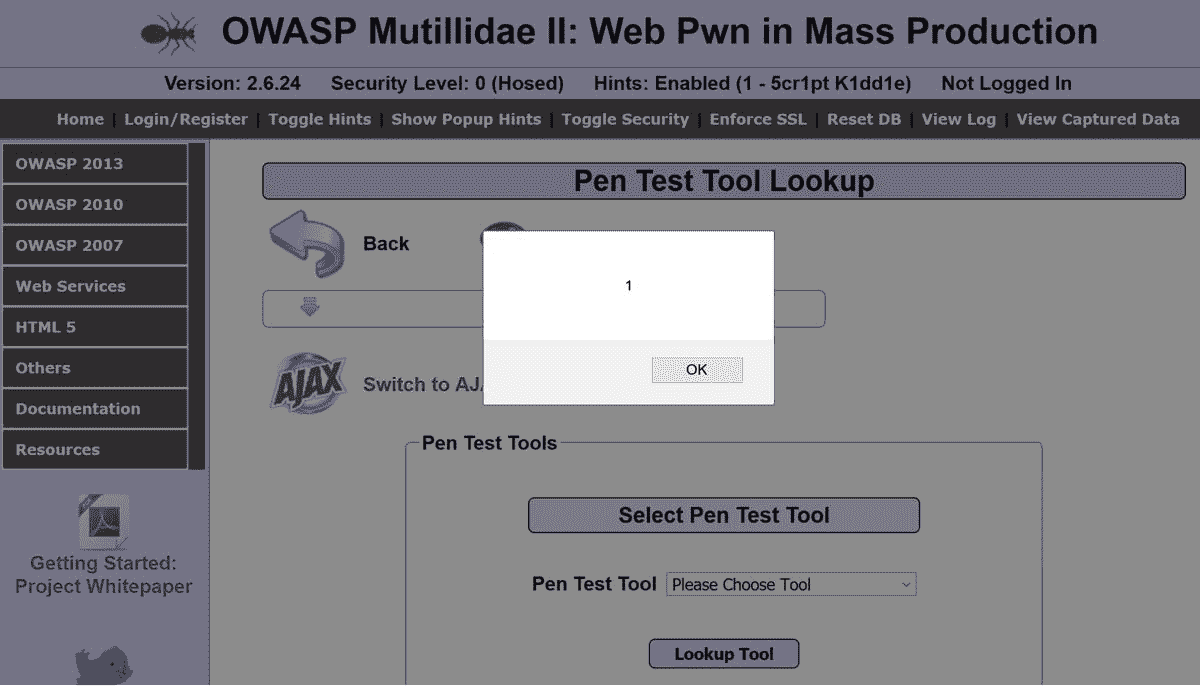 OWASP Mutillidae II: Web Pwn in Mass Production
Version: 2.6.24 Security Level: 0 (Hosed) Hints: Enabled (1 - 5cr1pt K1dd1e) Not Logged In
Home | Login/Register | Toggle Hints | Show Popup Hints | Toggle Security | Enforce SSL | Reset DB | View Log | View Captured Data
OWASP 2013
OWASP 2010
OWASP 2007
Web Services
HTML 5
Others
Documentation
Resources
Getting Started:
Project Whitepaper
Pen Test Tool Lookup
Back
1
OK
AJAX
Switch to AJ
Pen Test Tools
Select Pen Test Tool
Pen Test Tool Please Choose Tool
Lookup Tool